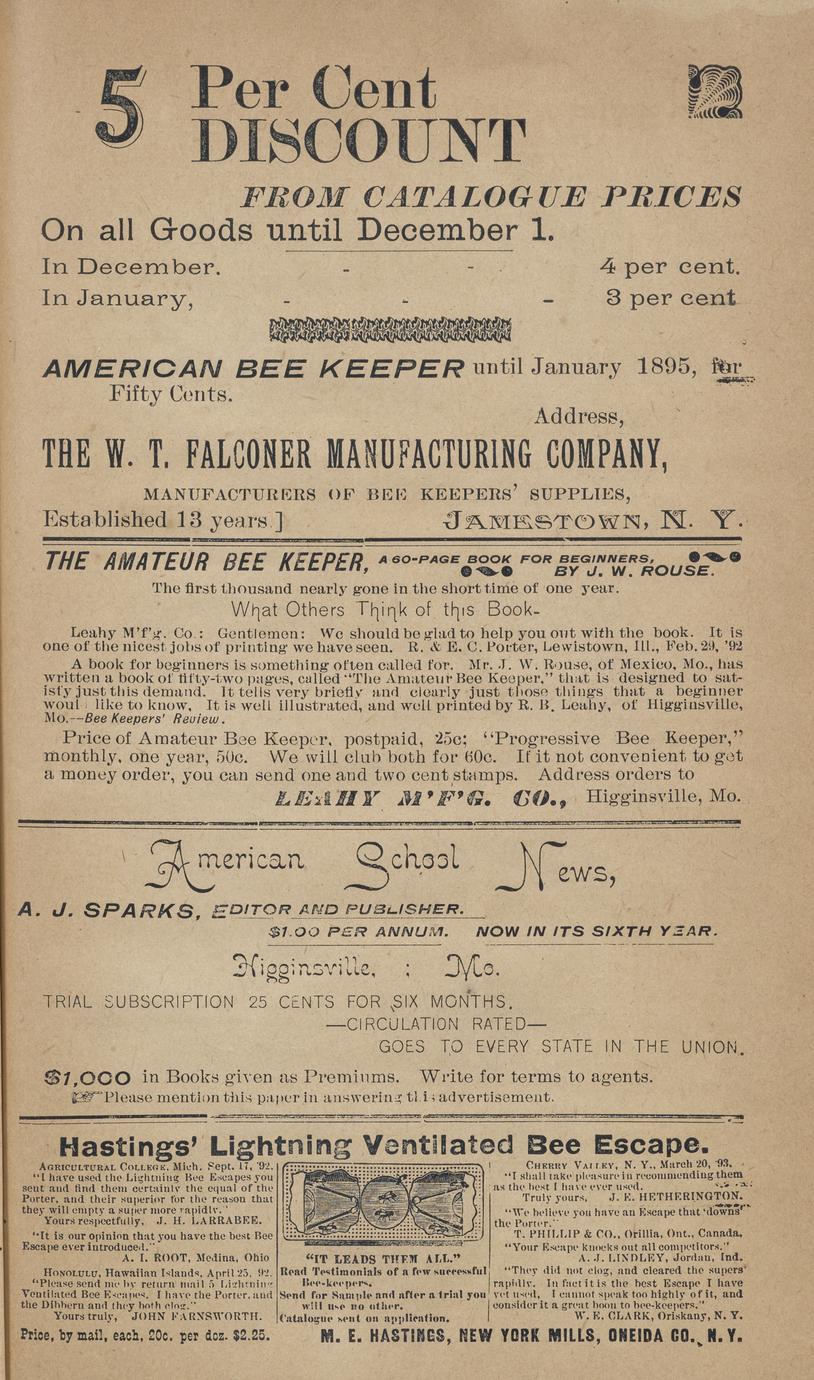 5 Per Cent
DISCOUNT
FROM CATALOGUE PRICES
On all Goods until December 1.
In December. - - 4 per cent.
In January, - - - 3 per cent
AMERICAN BEE KEEPER until January 1895, for
Fifty Cents.
Address,
THE W. T. FALCONER MANUFACTURING COMPANY,
MANUFACTURERS OF BEE KEEPERS' SUPPLIES,
Established 13 years ] JAMESTOWN, N. Y.
THE AMATEUR BEE KEEPER, A 60-PAGE BOOK FOR BEGINNERS,
BY J. W. ROUSE.
The first thousand nearly gone in the short time of one year.
What Others Think of this Book-
Leahy M'f'g. Co.: Gentlemen: We should be glad to help you out with the book. It is
one of the nicest jobs of printing we have seen. R. & E. C. Porter, Lewistown, Ill., Feb. 29, '92
A book for beginners is something often called for. Mr. J. W. Rouse, of Mexico, Mo., has
written a book of fifty-two pages, called "The Amateur Bee Keeper," that is designed to sat-
isfy just this demand. It tells very briefly and clearly just those things that a beginner
woul like to know, It is well illustrated, and well printed by R. B. Leahy, of Higginsville,
Mo.--Bee Keepers' Review.
Price of Amateur Bee Keeper, postpaid, 25c; "Progressive Bee Keeper,"
monthly, one year, 50c. We will club both for 60c. If it not convenient to get
a money order, you can send one and two cent stamps. Address orders to
LEAHY M'F'G. CO., Higginsville, Mo.
American School News,
A. J. SPARKS, EDITOR AND PUBLISHER.
$1.00 PER ANNUM. NOW IN ITS SIXTH YEAR.
Higginsville, : Mo.
TRIAL SUBSCRIPTION 25 CENTS FOR SIX MONTHS.
—CIRCULATION RATED—
GOES TO EVERY STATE IN THE UNION.
$1,000 in Books given as Premiums. Write for terms to agents.
☞Please mention this paper in answering this advertisement.
Hastings' Lightning Ventilated Bee Escape.
AGRICULTURAL COLLEGE, Mich. Sept. 17, '92.
"I have used the Lightning Bee Escapes you
sent and find them certainly the equal of the
Porter, and their superior for the reason that
they will empty a super more rapidly."
Yours respectfully, J. H. LARRABEE.
"It is our opinion that you have the best Bee
Escape ever introduced."
A. I. ROOT, Medina, Ohio
HONOLULU, Hawaiian Islands, April 25, 92.
"Please send me by return mail 5 Lightning
Ventilated Bee Escapes. I have the Porter, and
the Dibbern and they both clog."
Yours truly, JOHN FARNSWORTH.
Price, by mail, each, 20c. per doz. $2.25.
"IT LEADS THEM ALL."
Read Testimonials of a few successful
Bee-keepers.
Send for Sample and after a trial you
will use no other.
Catalogue sent on application.
CHERRY VALLEY, N. Y., March 20, '93.
"I shall take pleasure in recommending them
as the best I have ever used.
Truly yours, J. E. HETHERINGTON.
"We believe you have an Escape that 'downs'
the Porter."
T. PHILLIP & CO., Orillia, Ont., Canada.
"Your Escape knocks out all competitors."
A. J. LINDLEY, Jordan, Ind.
"They did not clog, and cleared the supers'
rapidly. In fact it is the best Escape I have
yet used, I cannot speak too highly of it, and
consider it a great boon to bee-keepers."
W. E. CLARK, Oriskany, N. Y.
M. E. HASTINGS, NEW YORK MILLS, ONEIDA CO. N. Y.